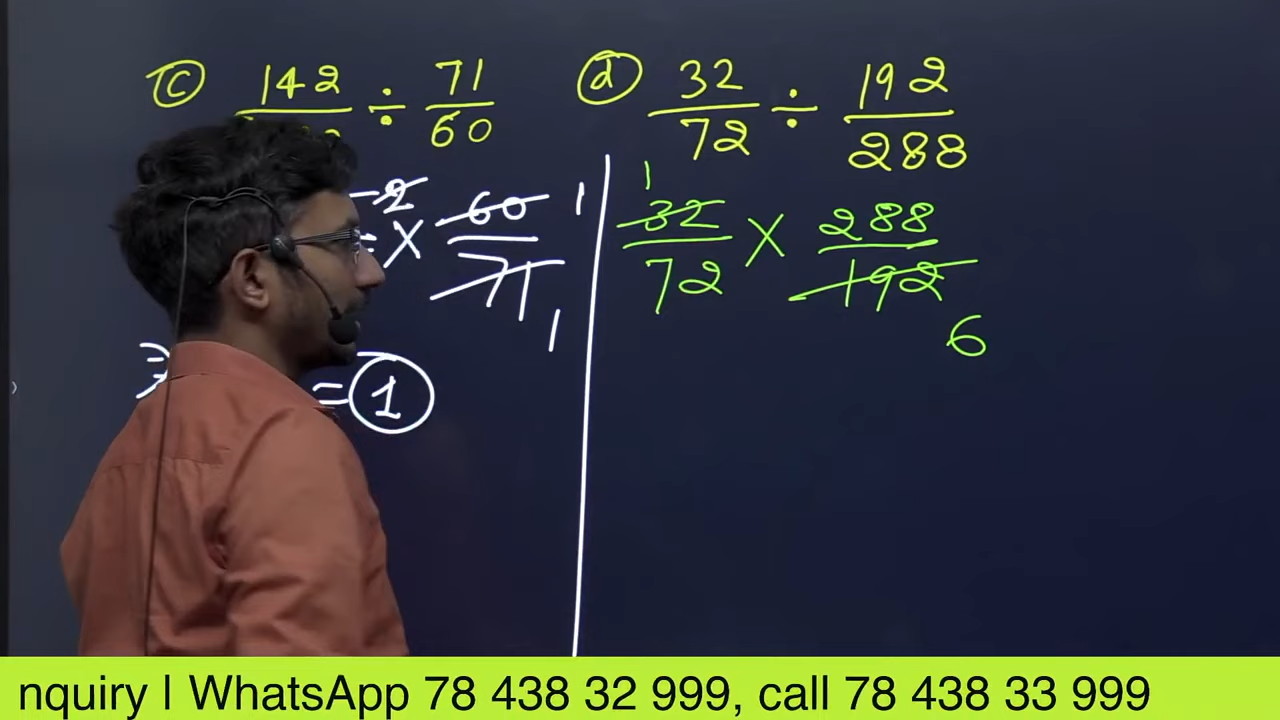 c 142 ÷ 71 d 32 ÷ 192
60 72 288
1
2 60 1 32 × 288
= × 71 72 192
1 6
= 1
nquiry | WhatsApp 78 438 32 999, call 78 438 33 999